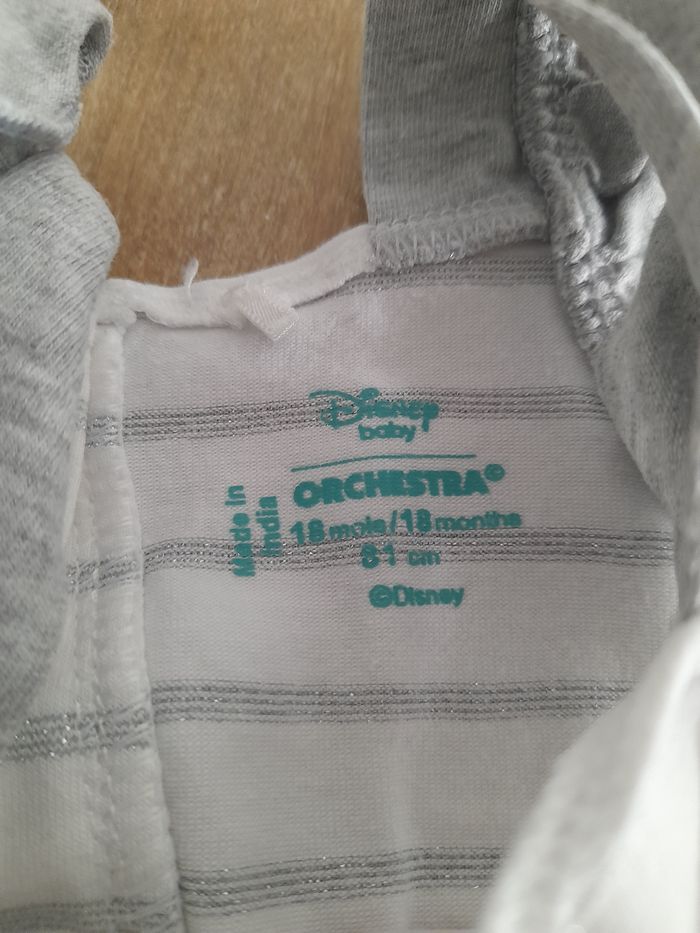 Disney
baby
ORCHESTRA®
18 mois/18 months
81 cm
©Disney
Made in
India